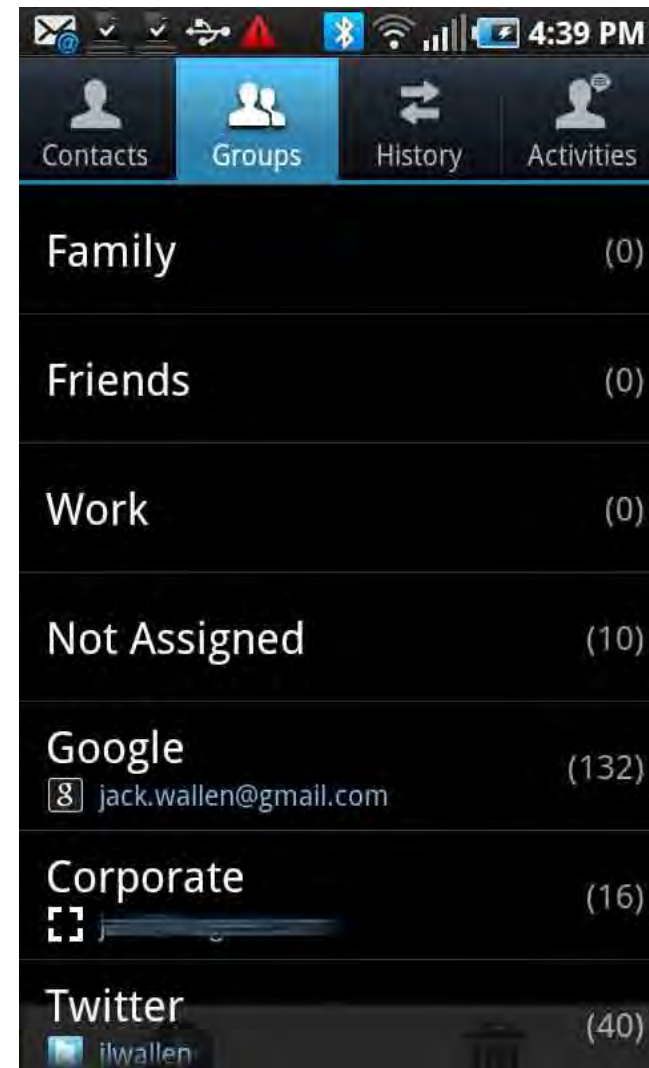 4:39 PM
Contacts Groups History Activities
Family (0)
Friends (0)
Work (0)
Not Assigned (10)
Google (132)
8 jack.wallen@gmail.com
Corporate (16)
Twitter (40)
jlwallen